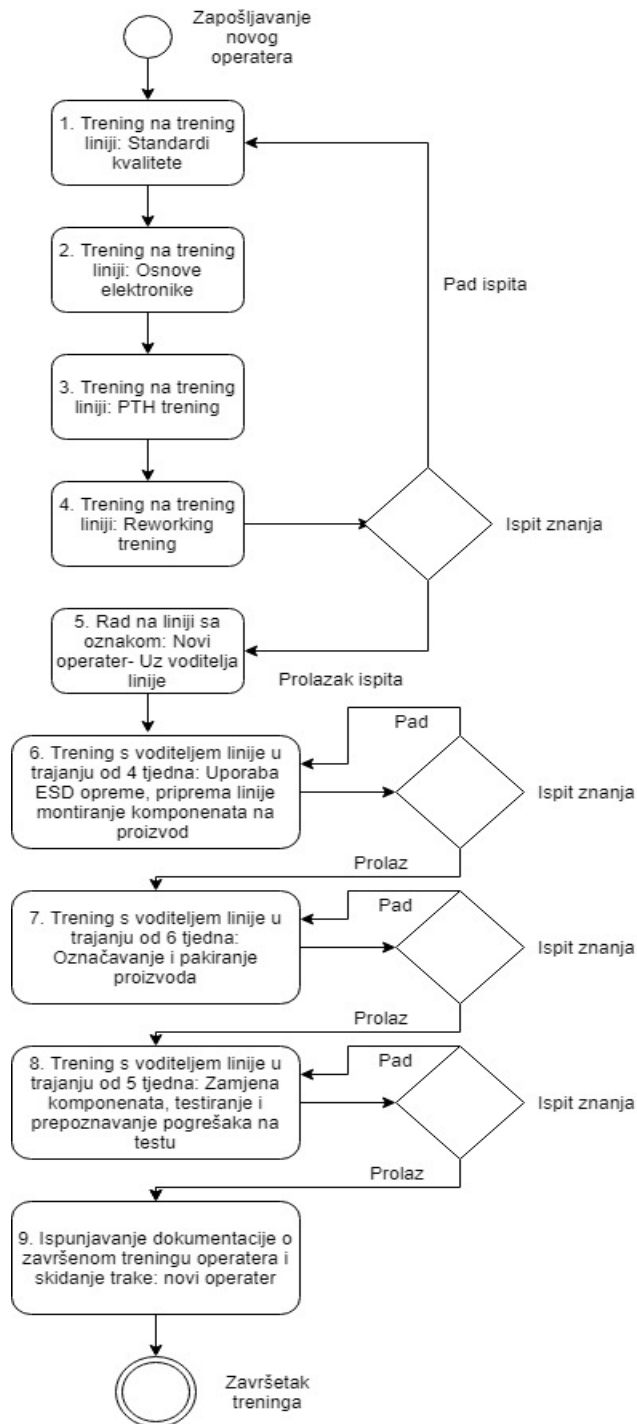 Zapošljavanje
novog
operatera
1. Trening na trening
liniji: Standardi
kvalitete
2. Trening na trening
liniji: Osnove
elektronike
Pad ispita
3. Trening na trening
liniji: PTH trening
4. Trening na trening
liniji: Reworking
trening
Ispit znanja
5. Rad na liniji sa
oznakom: Novi
operater- Uz voditelja
linije
Prolazak ispita
Pad
6. Trening s voditeljem linije u
trajanju od 4 tjedna: Uporaba
ESD opreme, priprema linije
montiranje komponenata na
proizvod
Ispit znanja
Prolaz
Pad
7. Trening s voditeljem linije u
trajanju od 6 tjedna:
Označavanje i pakiranje
proizvoda
Ispit znanja
Prolaz
Pad
8. Trening s voditeljem linije u
trajanju od 5 tjedna: Zamjena
komponenata, testiranje i
prepoznavanje pogrešaka na
testu
Ispit znanja
Prolaz
9. Ispunjavanje dokumentacije o
završenom treningu operatera i
skidanje trake: novi operater
Završetak
treninga